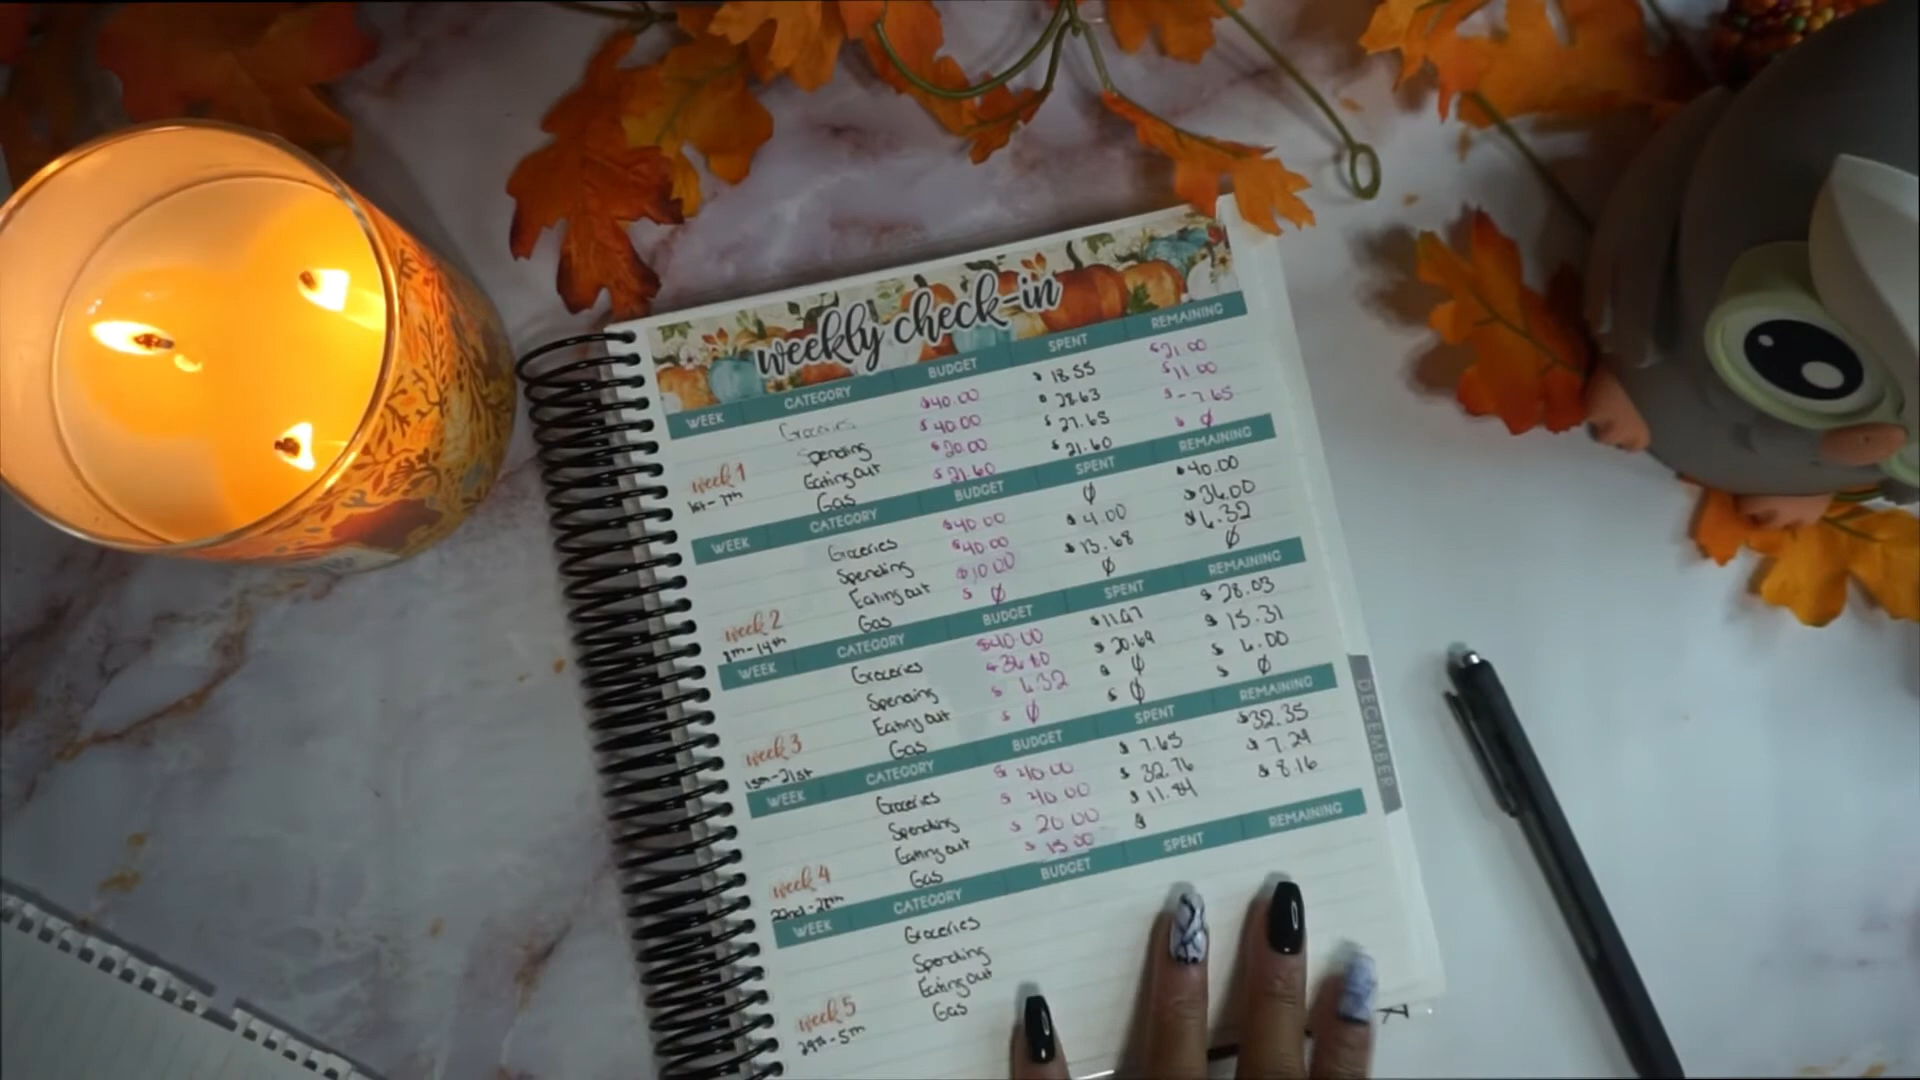 weekly check-in
WEEK CATEGORY BUDGET SPENT REMAINING
Groceries $40.00 $18.55 $21.00
Spending $40.00 $28.63 $11.00
week 1 Eating out $20.00 $27.65 $-7.65
1st-7th Gas $21.60 $21.60 $ Ø
WEEK CATEGORY BUDGET SPENT REMAINING
Groceries $40.00 Ø $40.00
Spending $40.00 $4.00 $36.00
week 2 Eating out $10.00 $13.68 $6.32
8th-14th Gas $ Ø Ø Ø
WEEK CATEGORY BUDGET SPENT REMAINING
Groceries $40.00 $11.97 $28.03
Spending $20.69 $15.31
week 3 Eating out $ 6.32 $ Ø $ 6.00
15th-21st Gas $ Ø $ Ø $ Ø
WEEK CATEGORY BUDGET SPENT REMAINING
Groceries $ 40.00 $ 7.65 $32.35
Spending $ 40.00 $ 32.76 $ 7.24
week 4 Eating out $ 20.00 $ 11.84 $ 8.16
22nd-28th Gas $ 15.00 $
WEEK CATEGORY BUDGET SPENT REMAINING
Groceries
Spending
week 5 Eating out
29th-5th Gas
DECEMBER